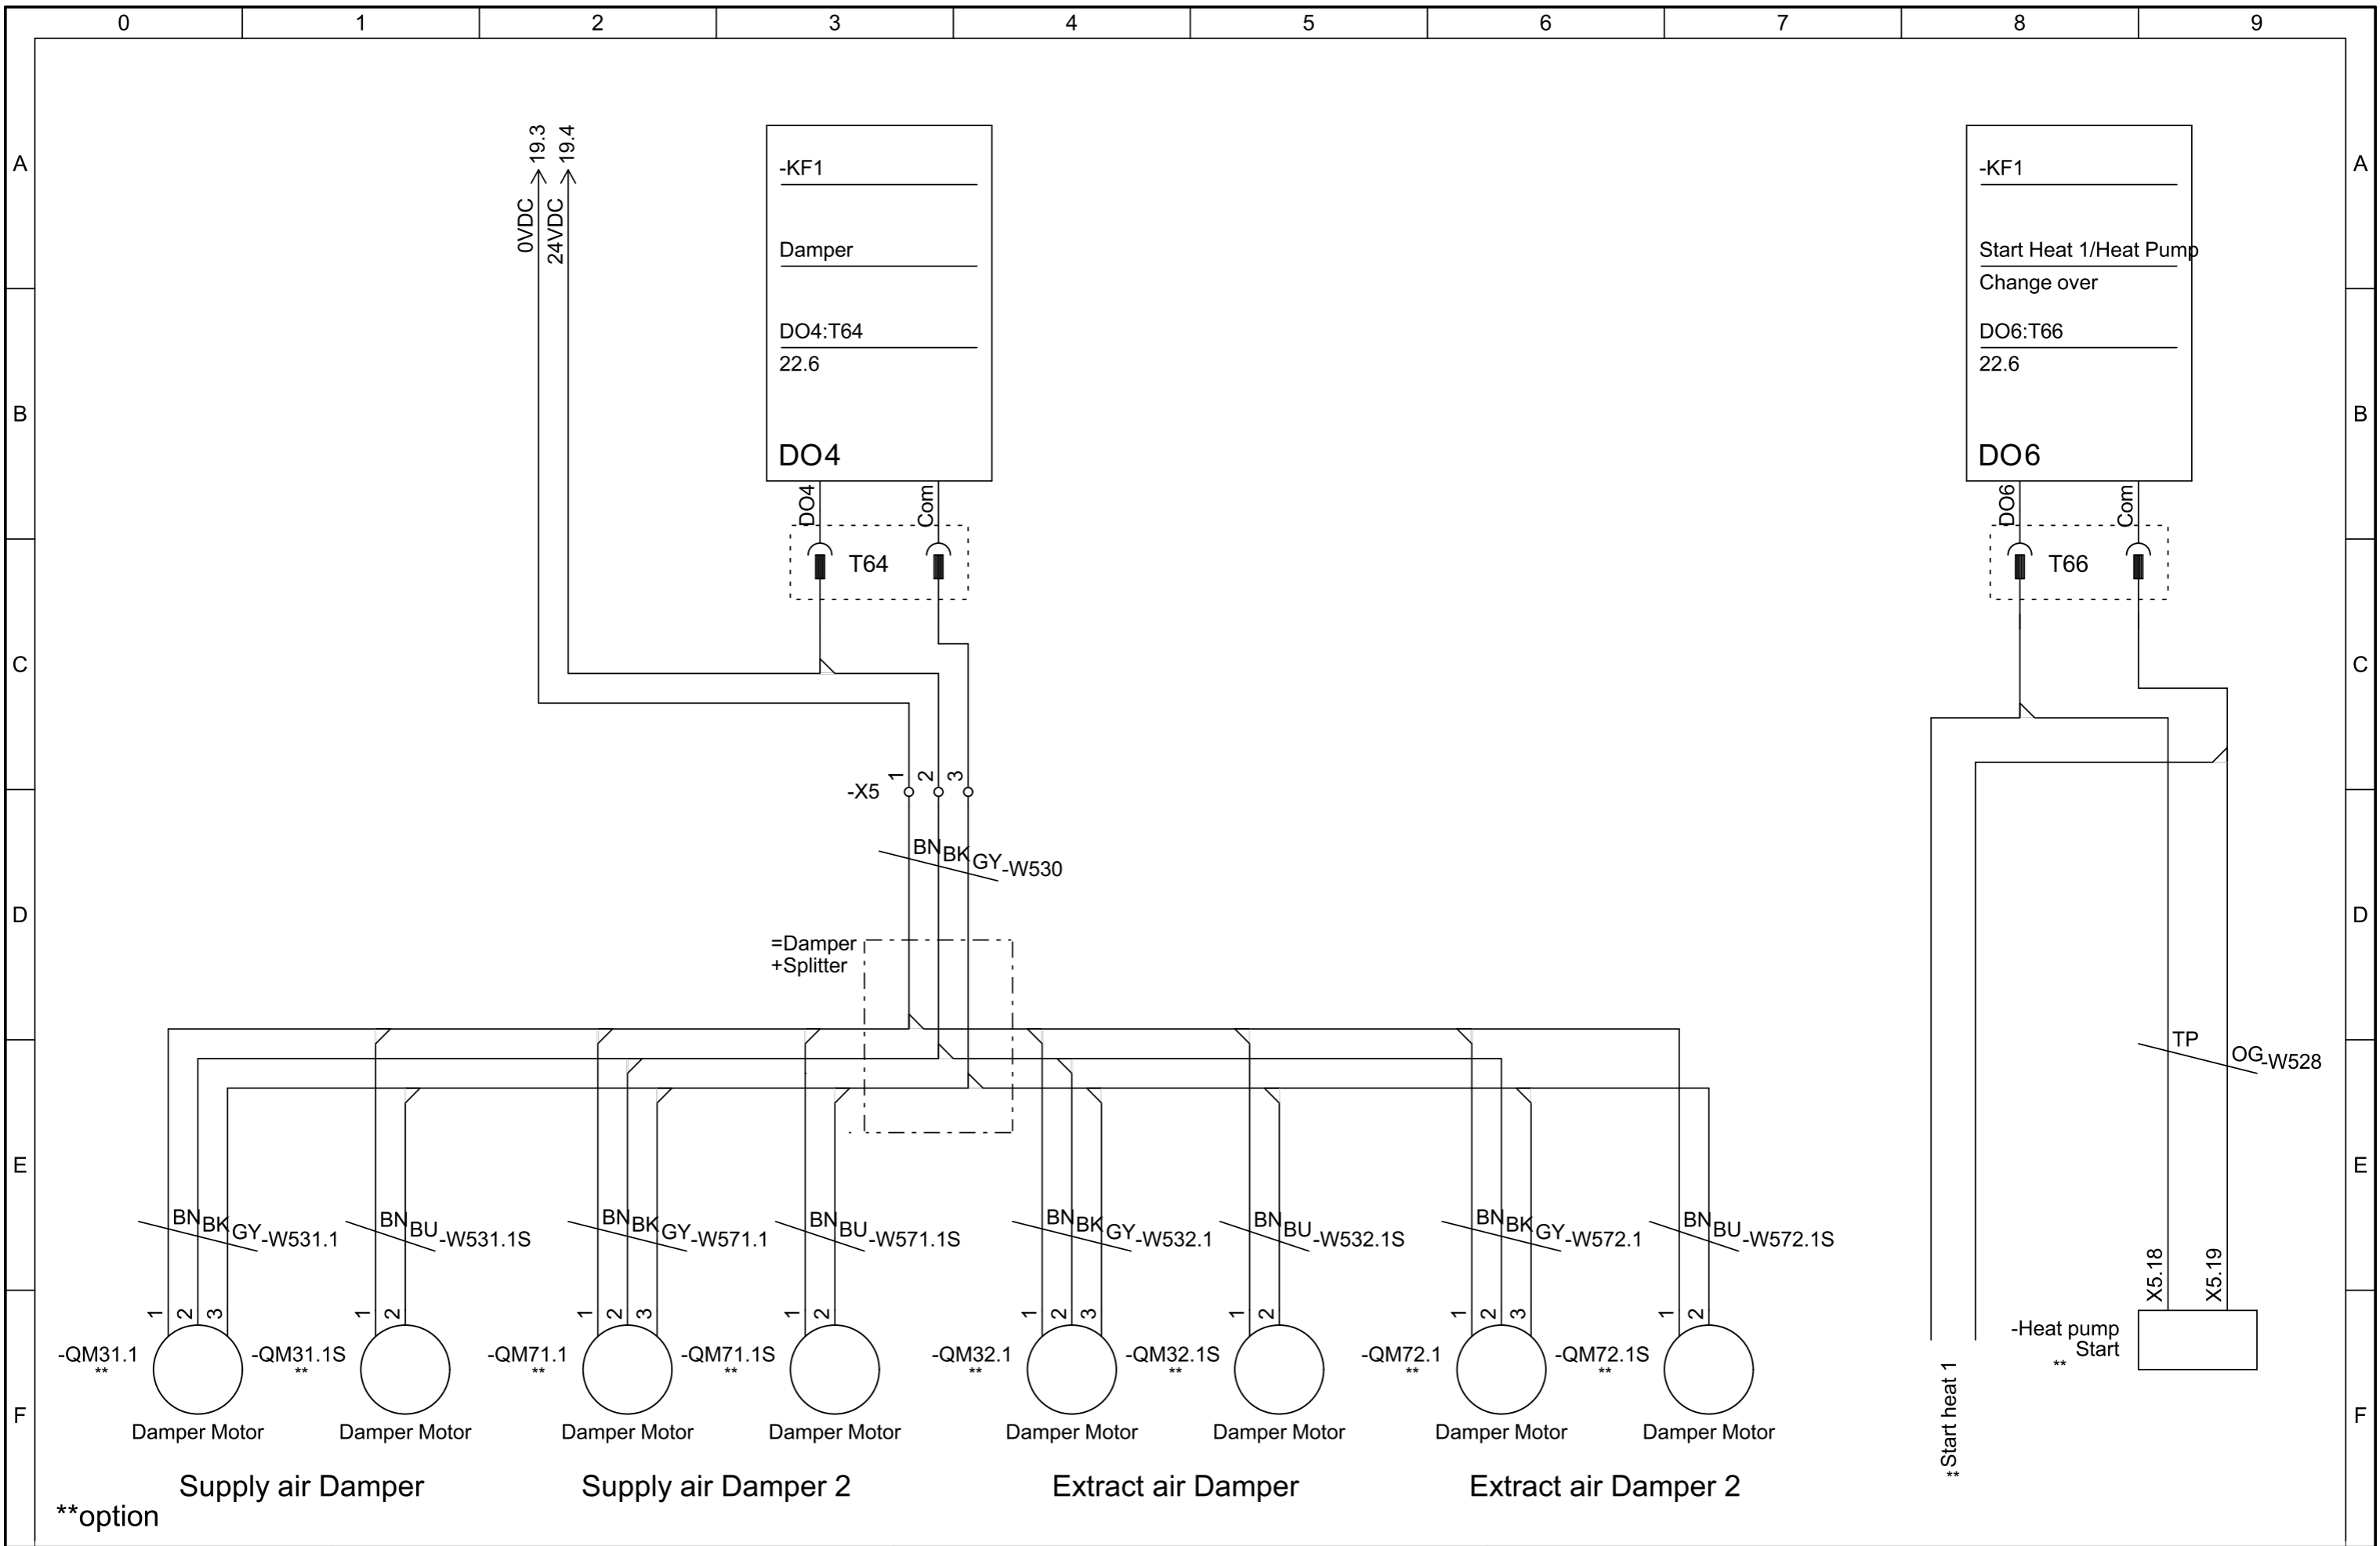 0 1 2 3 4 5 6 7 8 9
A
B
C
D
E
F
A
B
C
D
E
F
0VDC 19.3
24VDC 19.4
-KF1
Damper
DO4:T64
22.6
DO4
DO4 Com
T64
-KF1
Start Heat 1/Heat Pump
Change over
DO6:T66
22.6
DO6
DO6 Com
T66
-X5 1 2 3
BN BK GY -W530
=Damper
+Splitter
TP OG -W528
BN BK GY -W531.1
BN BU -W531.1S
BN BK GY -W571.1
BN BU -W571.1S
BN BK GY -W532.1
BN BU -W532.1S
BN BK GY -W572.1
BN BU -W572.1S
X5.18 X5.19
1 2 3
1 2
1 2 3
1 2
1 2 3
1 2
1 2 3
1 2
-QM31.1
**
Damper Motor
-QM31.1S
**
Damper Motor
-QM71.1
**
Damper Motor
-QM71.1S
**
Damper Motor
-QM32.1
**
Damper Motor
-QM32.1S
**
Damper Motor
-QM72.1
**
Damper Motor
-QM72.1S
**
Damper Motor
**Start heat 1
-Heat pump
Start
**
Supply air Damper
Supply air Damper 2
Extract air Damper
Extract air Damper 2
**option